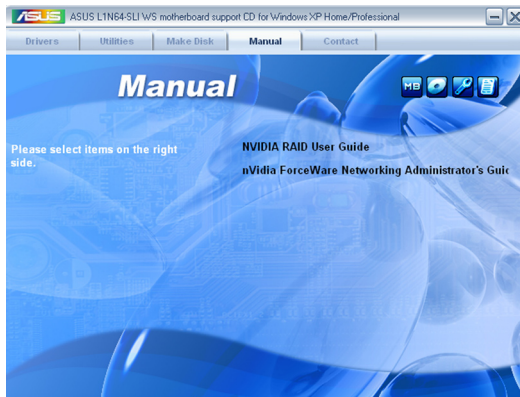 ASUS L1N64-SLI WS motherboard support CD for Windows XP Home/Professional
Drivers Utilities Make Disk Manual Contact
Manual
MB
Please select items on the right
side.
NVIDIA RAID User Guide
nVidia ForceWare Networking Administrator's Guic